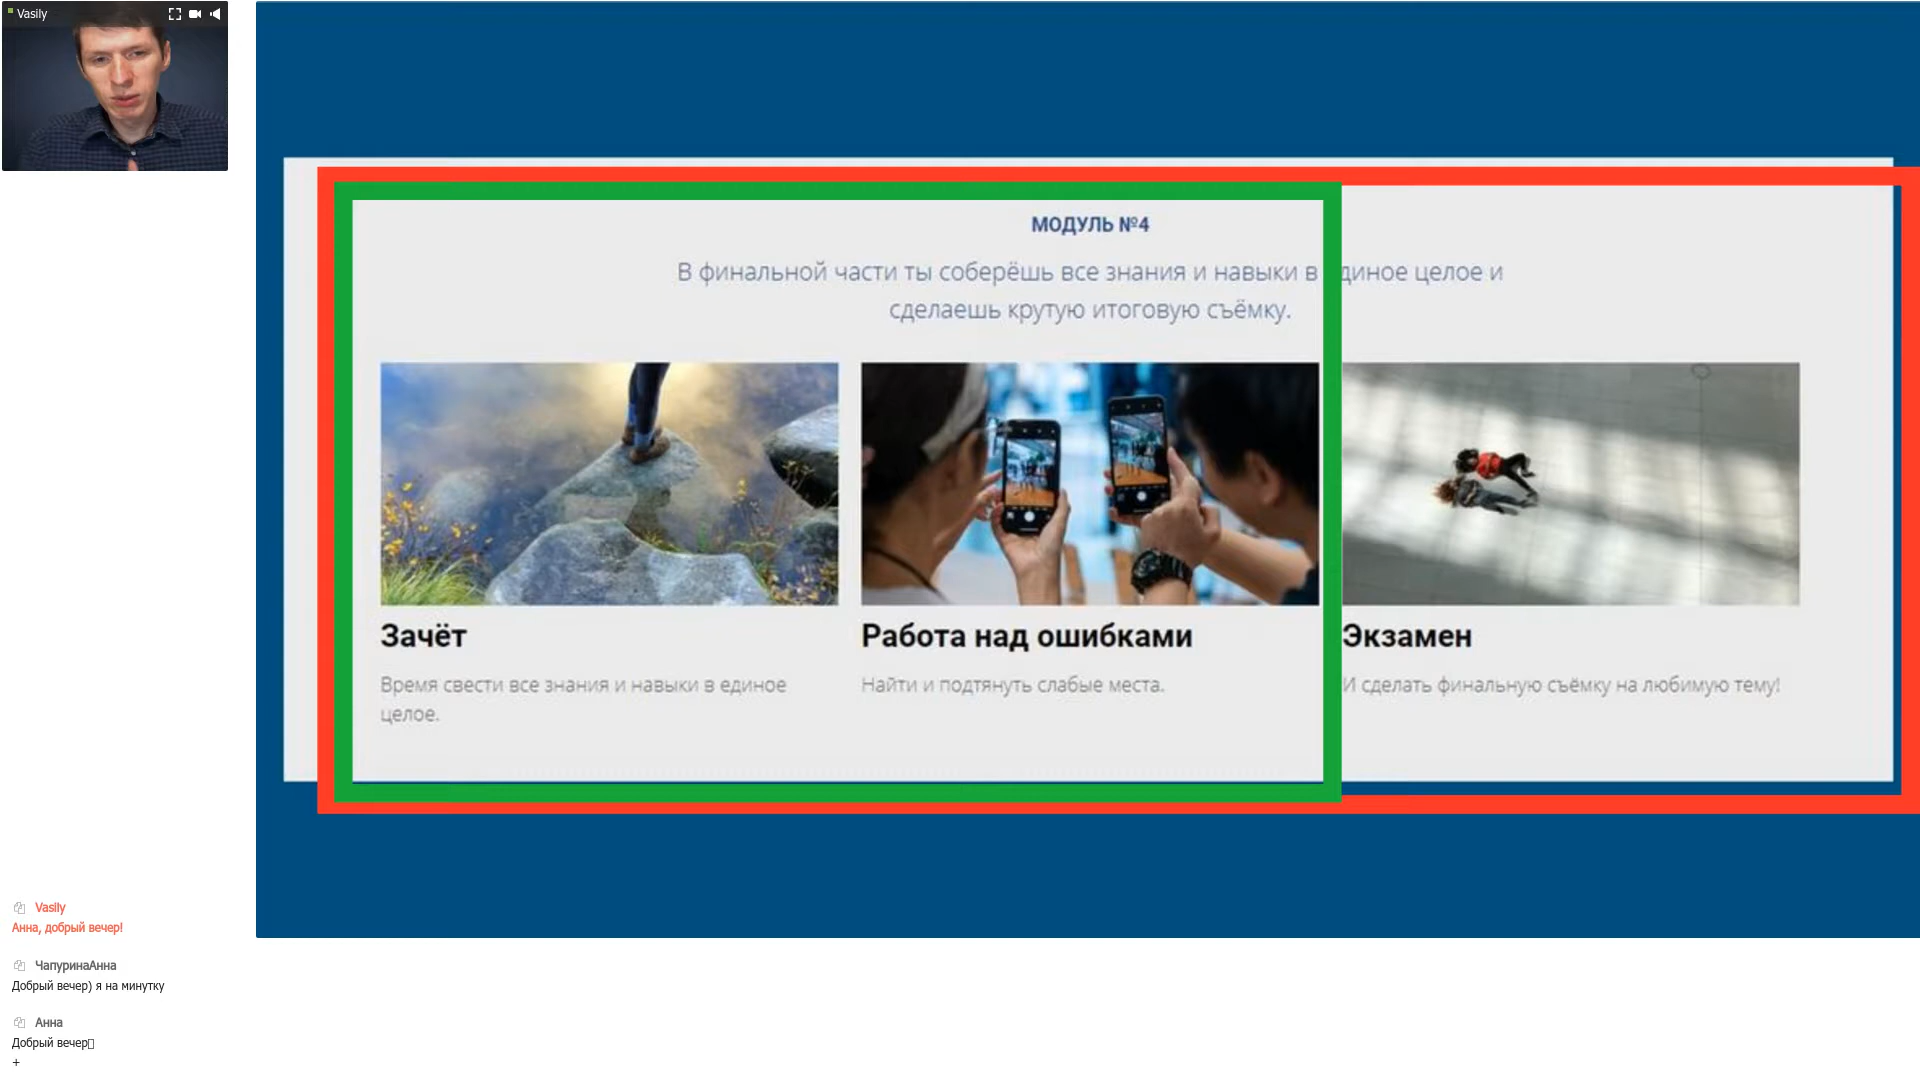 Vasily
МОДУЛЬ №4
В финальной части ты соберёшь все знания и навыки в диное целое и
сделаешь крутую итоговую съёмку.
Зачёт
Время свести все знания и навыки в единое
целое.
Работа над ошибками
Найти и подтянуть слабые места.
Экзамен
И сделать финальную съёмку на любимую тему!
Vasily
Анна, добрый вечер!
ЧапуринаАнна
Добрый вечер) я на минутку
Анна
Добрый вечер
+